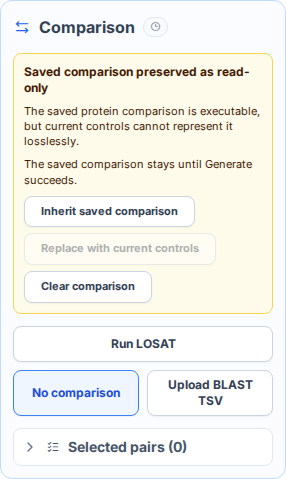 Comparison
Saved comparison preserved as read-
only
The saved protein comparison is executable,
but current controls cannot represent it
losslessly.
The saved comparison stays until Generate
succeeds.
Inherit saved comparison
Replace with current controls
Clear comparison
Run LOSAT
No comparison
Upload BLAST
TSV
Selected pairs (0)